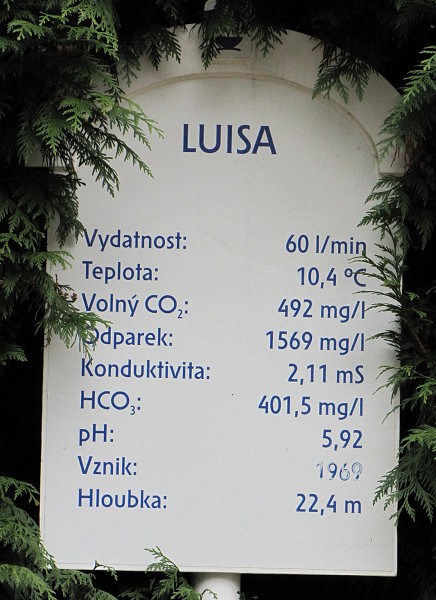 LUISA
Vydatnost: 60 l/min
Teplota: 10,4 °C
Volný CO₂: 492 mg/l
Odparek: 1569 mg/l
Konduktivita: 2,11 mS
HCO₃: 401,5 mg/l
pH: 5,92
Vznik: 1969
Hloubka: 22,4 m